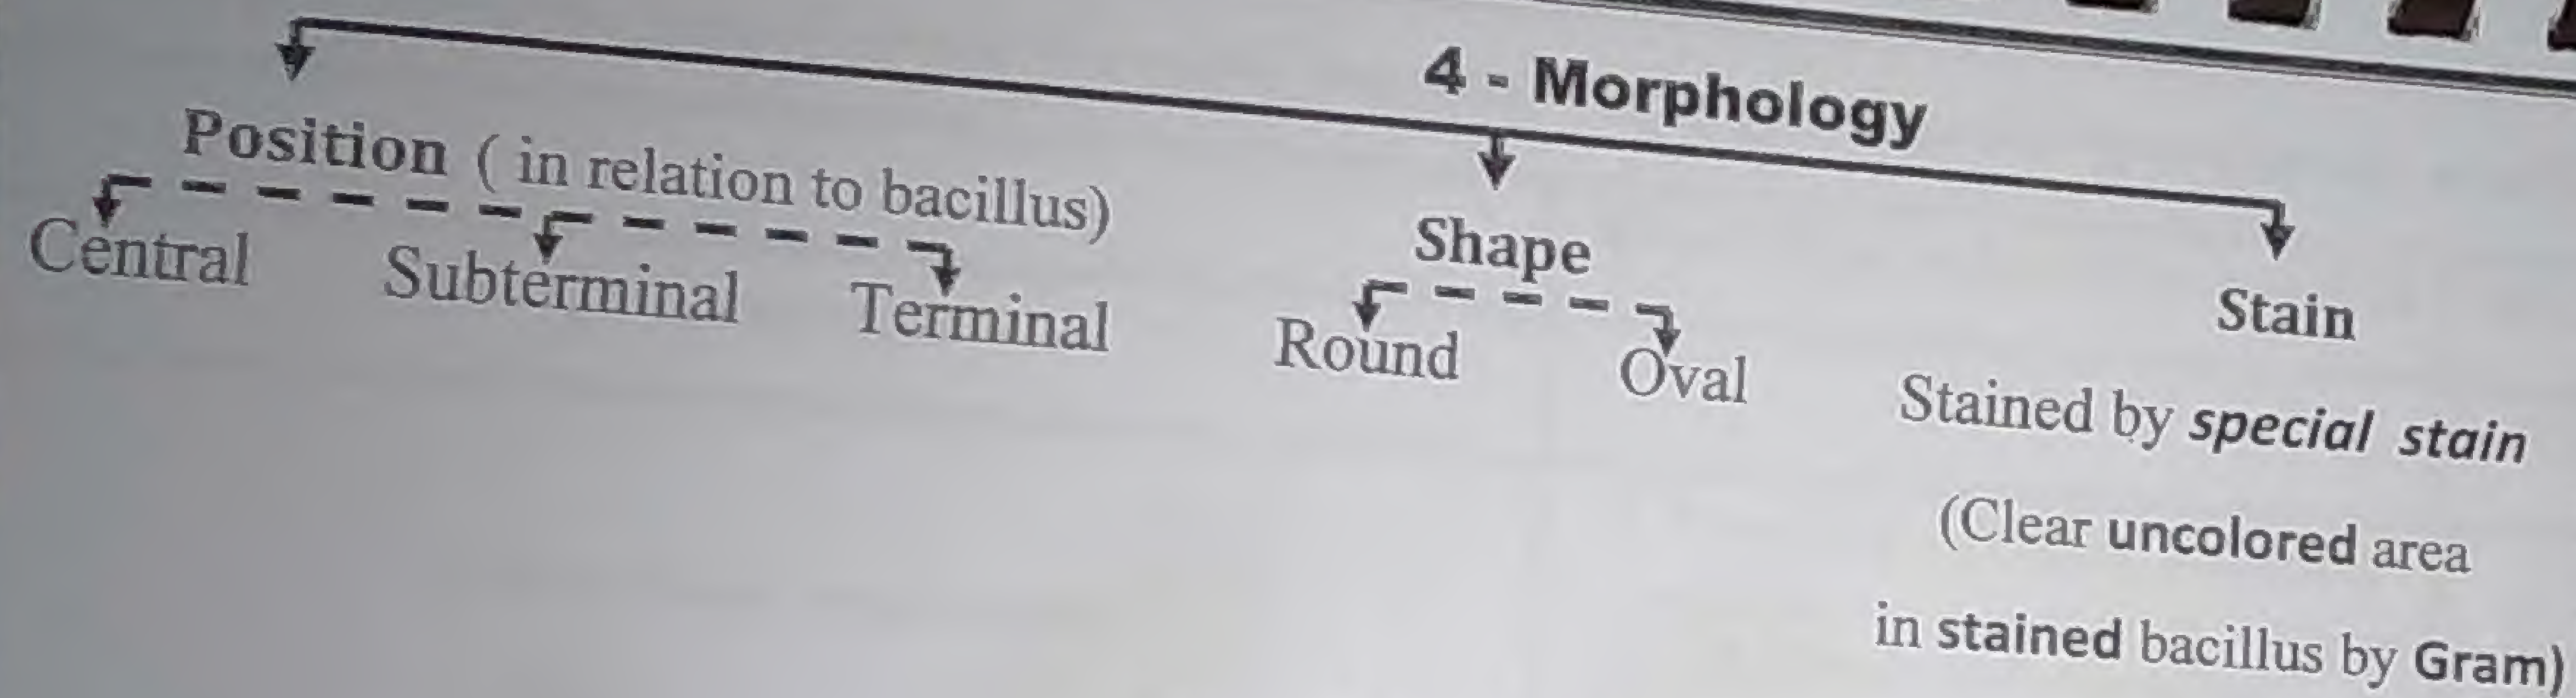 4 - Morphology
Position ( in relation to bacillus)
Central Subterminal Terminal
Shape
Round Oval
Stain
Stained by special stain
(Clear uncolored area
in stained bacillus by Gram)